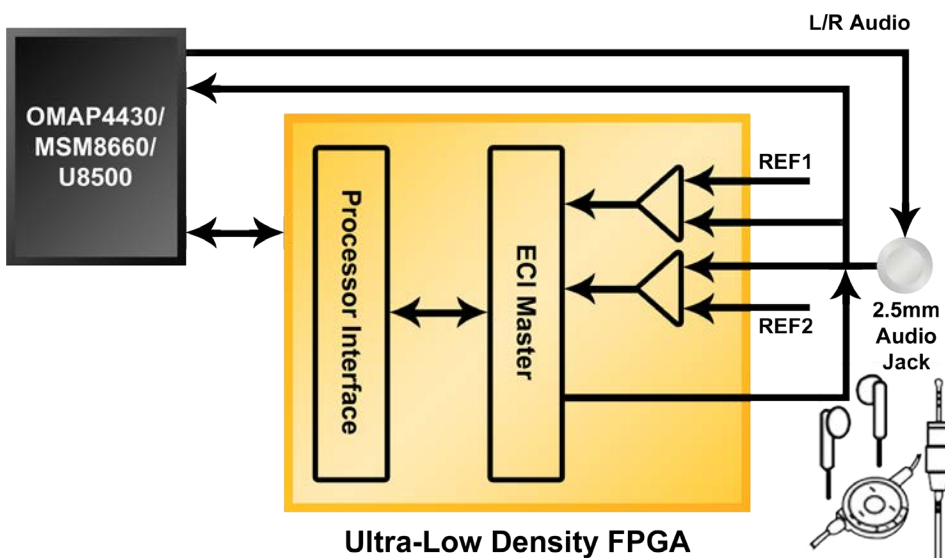 L/R Audio
OMAP4430/
MSM8660/
U8500
REF1
Processor Interface
ECI Master
REF2
2.5mm
Audio
Jack
Ultra-Low Density FPGA